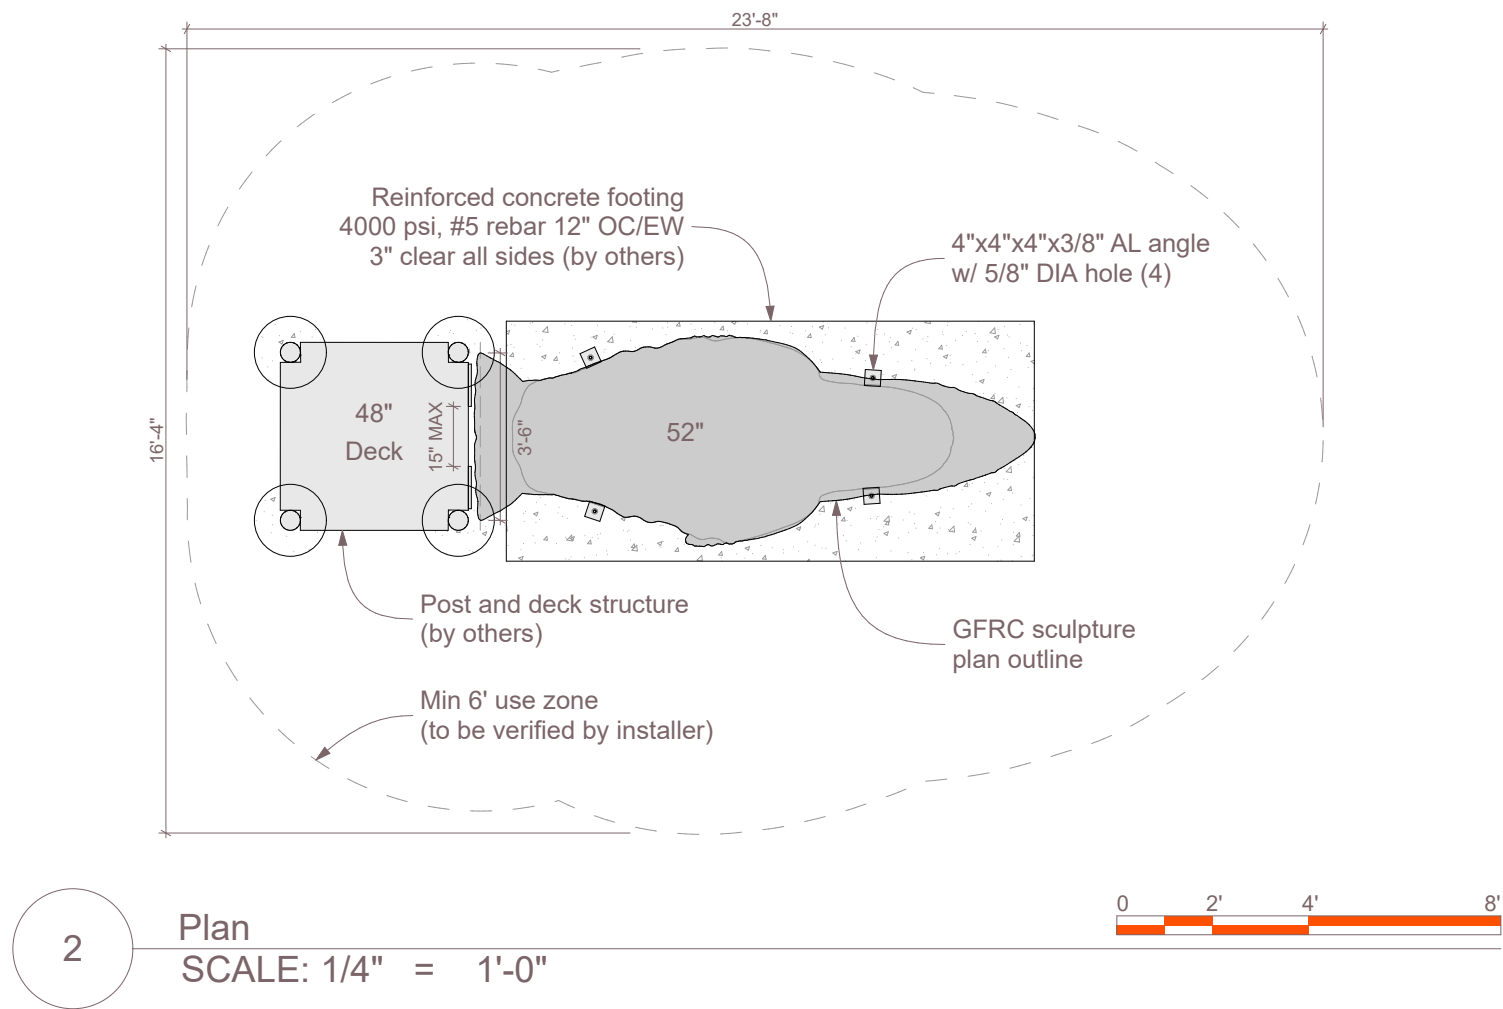 23'-8"
16'-4"
Reinforced concrete footing
4000 psi, #5 rebar 12" OC/EW
3" clear all sides (by others)
4"x4"x4"x3/8" AL angle
w/ 5/8" DIA hole (4)
48"
Deck
15" MAX
3'-6"
52"
Post and deck structure
(by others)
GFRC sculpture
plan outline
Min 6' use zone
(to be verified by installer)
0 2' 4' 8'
2
Plan
SCALE: 1/4" = 1'-0"